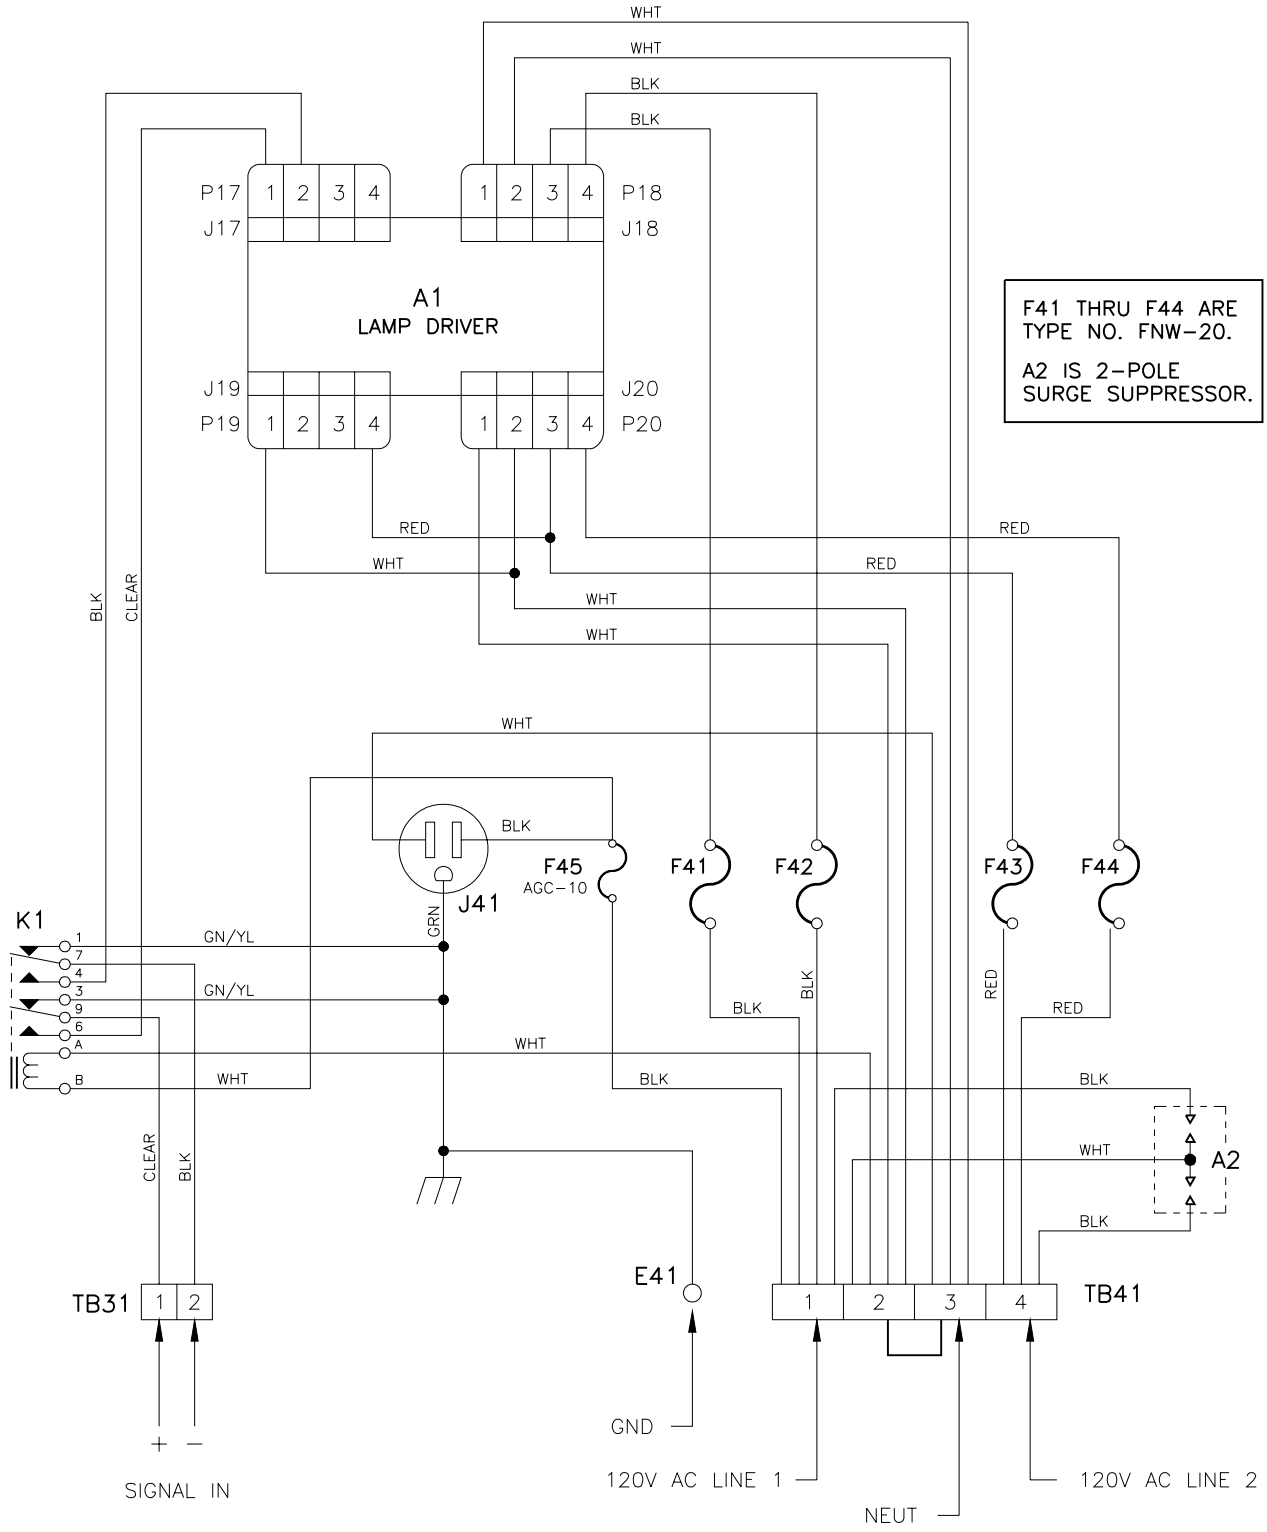 WHT
WHT
BLK
BLK
P17 1 2 3 4
1 2 3 4 P18
J17
J18
A1
LAMP DRIVER
F41 THRU F44 ARE
TYPE NO. FNW-20.
A2 IS 2-POLE
SURGE SUPPRESSOR.
J19
J20
P19 1 2 3 4
1 2 3 4 P20
RED
RED
WHT
RED
BLK
CLEAR
WHT
WHT
WHT
BLK
F45
AGC-10
F41
F42
F43
F44
J41
GRN
K1
1
GN/YL
7
4
3
GN/YL
9
6
A
WHT
B
WHT
BLK
BLK
BLK
RED
RED
BLK
CLEAR
BLK
WHT
A2
BLK
E41
TB31 1 2
1 2 3 4 TB41
+ −
SIGNAL IN
GND
120V AC LINE 1
120V AC LINE 2
NEUT